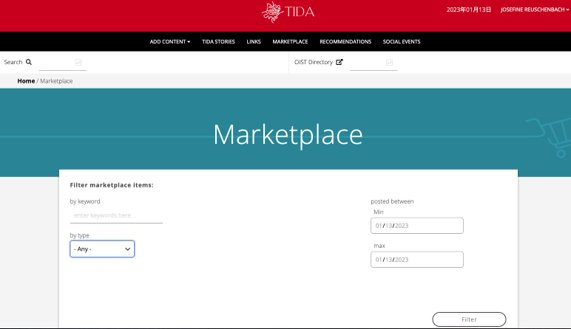 TIDA
2023年01月13日 JOSEFINE REUSCHENBACH
ADD CONTENT TIDA STORIES LINKS MARKETPLACE RECOMMENDATIONS SOCIAL EVENTS
Search OIST Directory
Home / Marketplace
Marketplace
Filter marketplace items:
by keyword
enter keywords here
by type
- Any -
posted between
Min
01/13/2023
max
01/13/2023
Filter